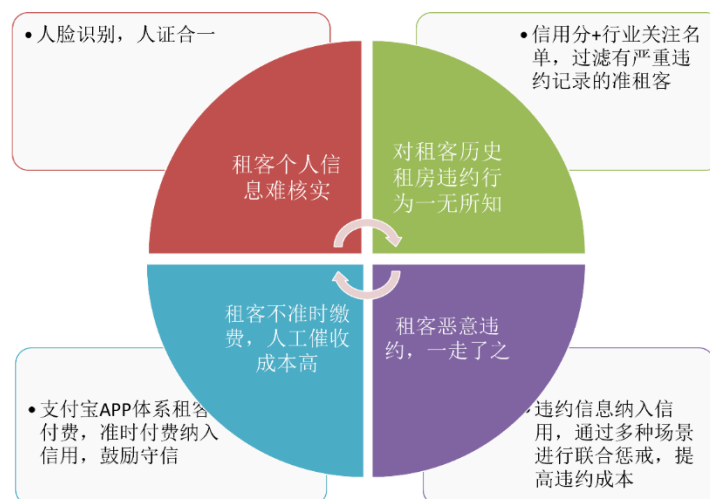 •人脸识别，人证合一
•信用分+行业关注名
单，过滤有严重违
约记录的准租客
租客个人信
息难核实
对租客历史
租房违约行
为一无所知
租客不准时缴
费，人工催收
成本高
租客恶意违
约，一走了之
•支付宝APP体系租客
付费，准时付费纳入
信用，鼓励守信
•违约信息纳入信
用，通过多种场景
进行联合惩戒，提
高违约成本